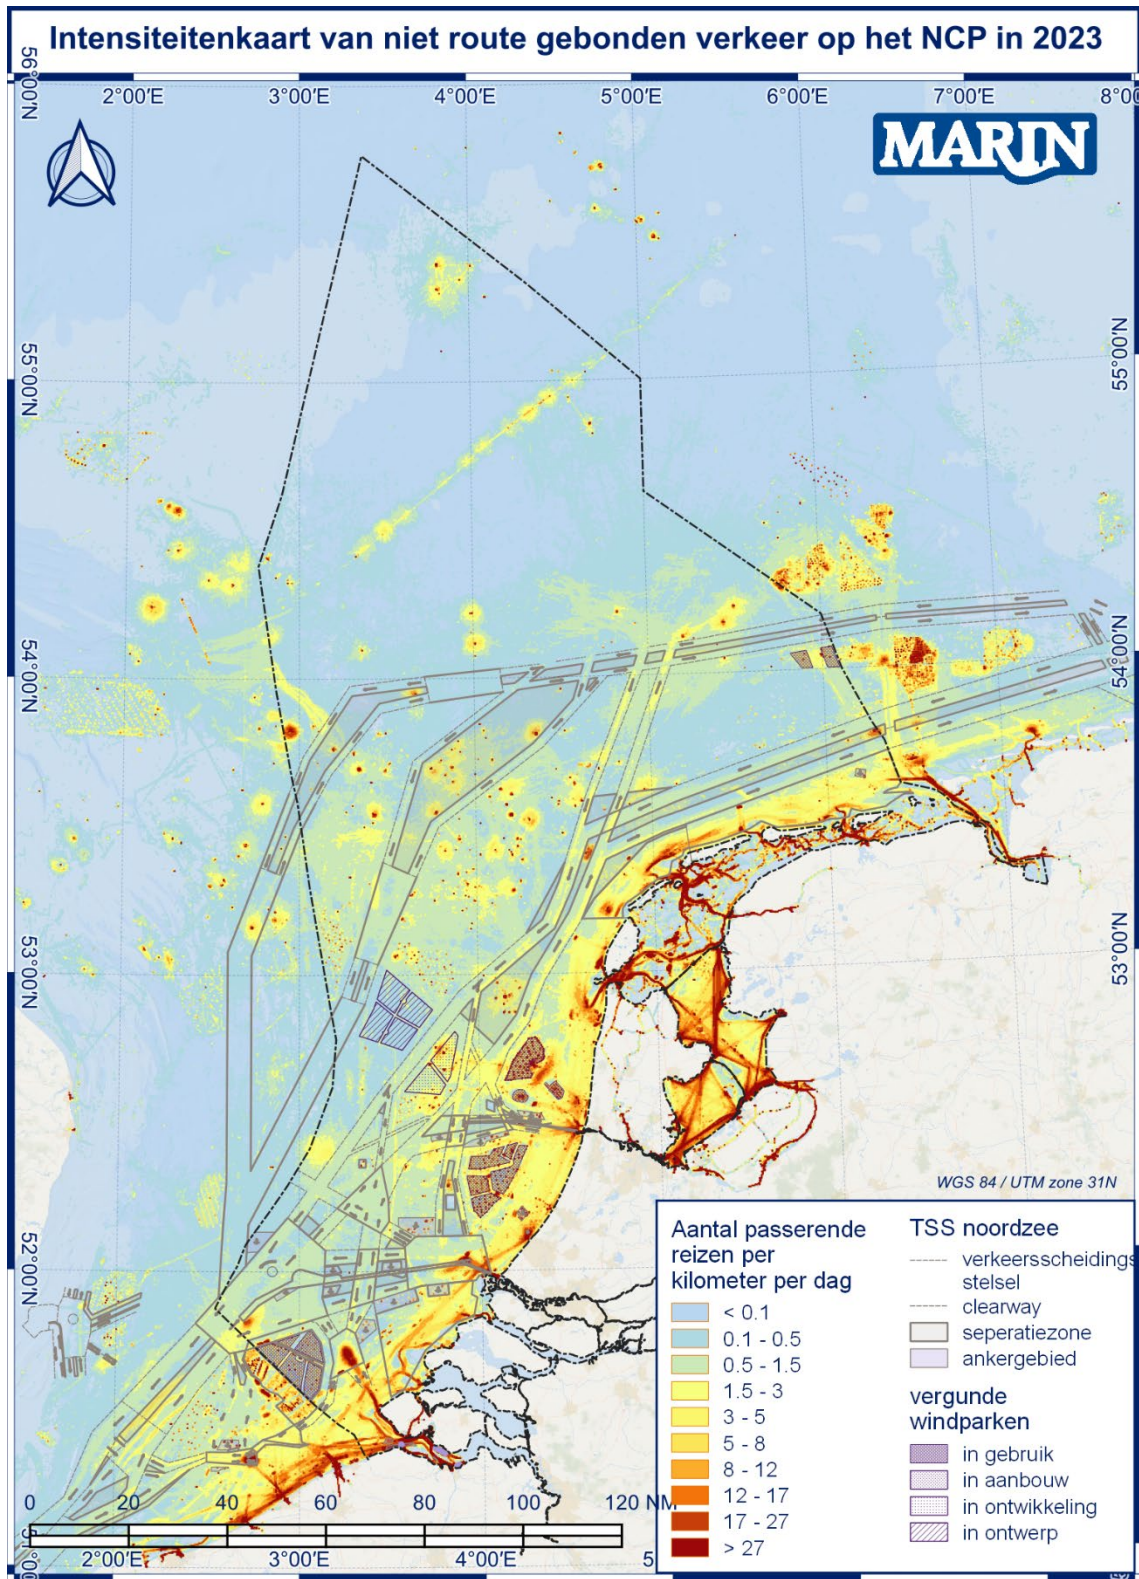 Intensiteitenkaart van niet route gebonden verkeer op het NCP in 2023
56°00'N
2°00'E
3°00'E
4°00'E
5°00'E
6°00'E
7°00'E
8°00
MARIN
55°00'N
55°00'N
54°00'N
54°00'N
53°00'N
53°00'N
52°00'N
WGS 84 / UTM zone 31N
Aantal passerende
reizen per
kilometer per dag
< 0.1
0.1 - 0.5
0.5 - 1.5
1.5 - 3
3 - 5
5 - 8
8 - 12
12 - 17
17 - 27
> 27
TSS noordzee
verkeersscheidings
stelsel
clearway
seperatiezone
ankergebied
vergunde
windparken
in gebruik
in aanbouw
in ontwikkeling
in ontwerp
0 20 40 60 80 100 120 NM
51°00
2°00'E
3°00'E
4°00'E
5